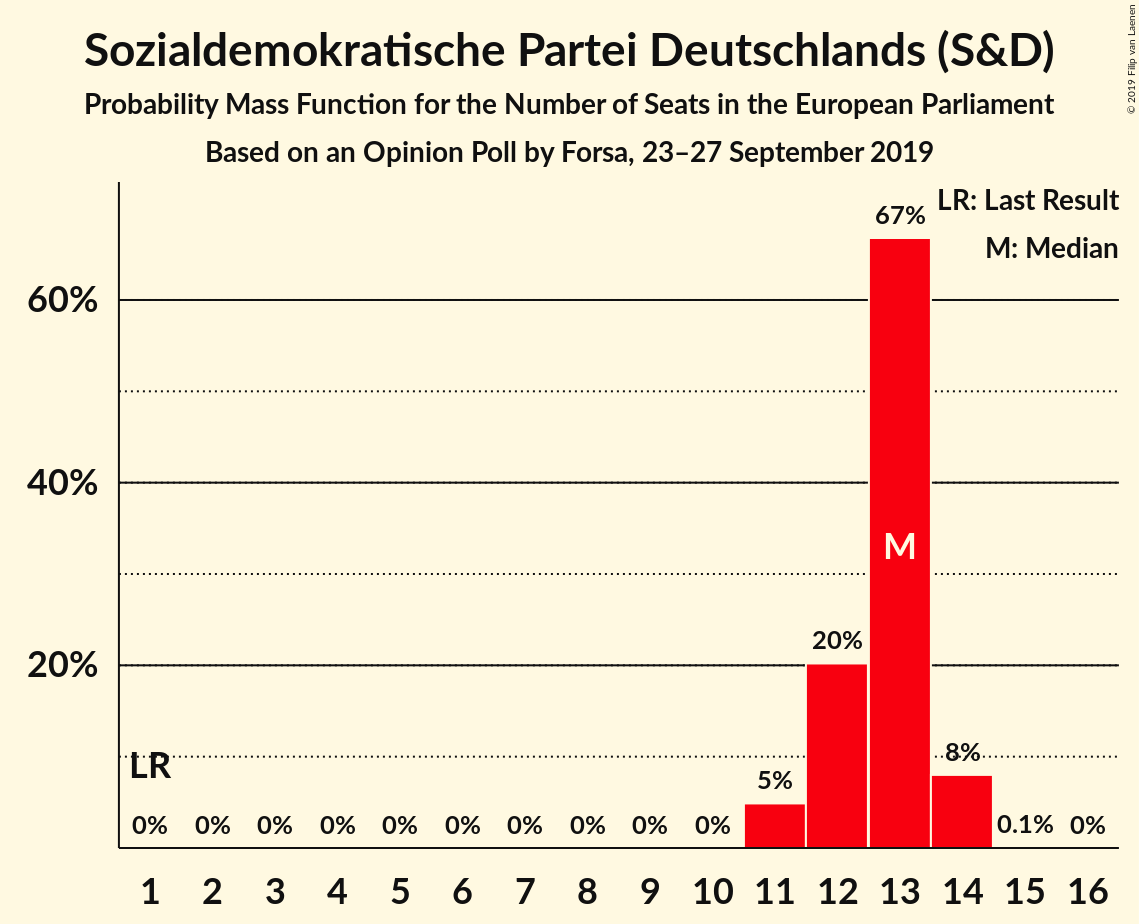 Sozialdemokratische Partei Deutschlands (S&D)
Probability Mass Function for the Number of Seats in the European Parliament
Based on an Opinion Poll by Forsa, 23–27 September 2019
© 2019 Filip van Laenen
LR: Last Result
M: Median
67%
60%
40%
M
20%
20%
LR
8%
5%
0% 0% 0% 0% 0% 0% 0% 0% 0% 0% 0.1% 0%
1 2 3 4 5 6 7 8 9 10 11 12 13 14 15 16